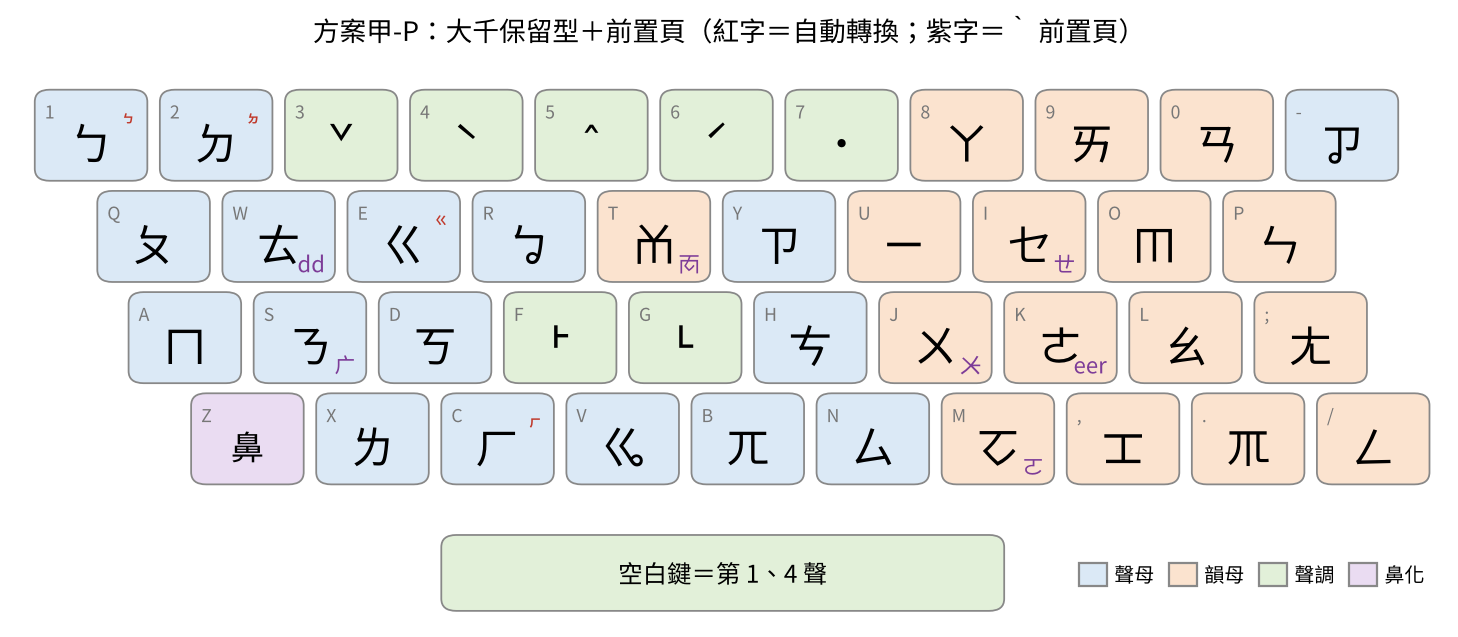 方案甲-P：大千保留型＋前置頁（紅字＝自動轉換；紫字＝｀前置頁）
1 ㄅ ㆴ 2 ㄉ ㆵ 3 ˇ 4 ˋ 5 ˆ 6 ˊ 7 ˙ 8 ㄚ 9 ㄞ 0 ㄢ - ㆡ
Q ㄆ W ㄊ dd E ㄍ ㆶ R ㆠ T ㆭ Y ㄗ U ㄧ I ㆥ ㄝ O ㆬ P ㄣ
A ㄇ S ㄋ D ㄎ F ㆵ G ㄴ H ㄘ J ㄨ K ㄜ eer L ㄠ ; ㄤ
Z 鼻 X ㄌ C ㄏ ㆷ V ㆣ B ㄫ N ㄙ M ㆦ ㄛ , ㆤ . ㆰ / ㄥ
空白鍵＝第 1、4 聲
聲母 韻母 聲調 鼻化